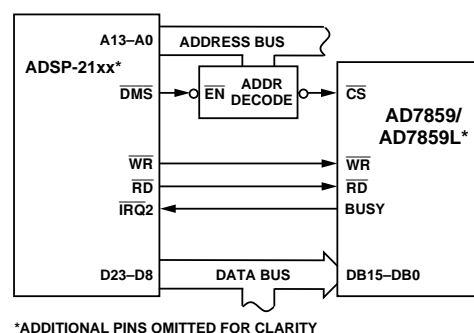 A13–A0
ADDRESS BUS
ADSP-21xx*
DMS
EN
ADDR
DECODE
CS
AD7859/
AD7859L*
WR
WR
RD
RD
IRQ2
BUSY
D23–D8
DATA BUS
DB15–DB0
*ADDITIONAL PINS OMITTED FOR CLARITY